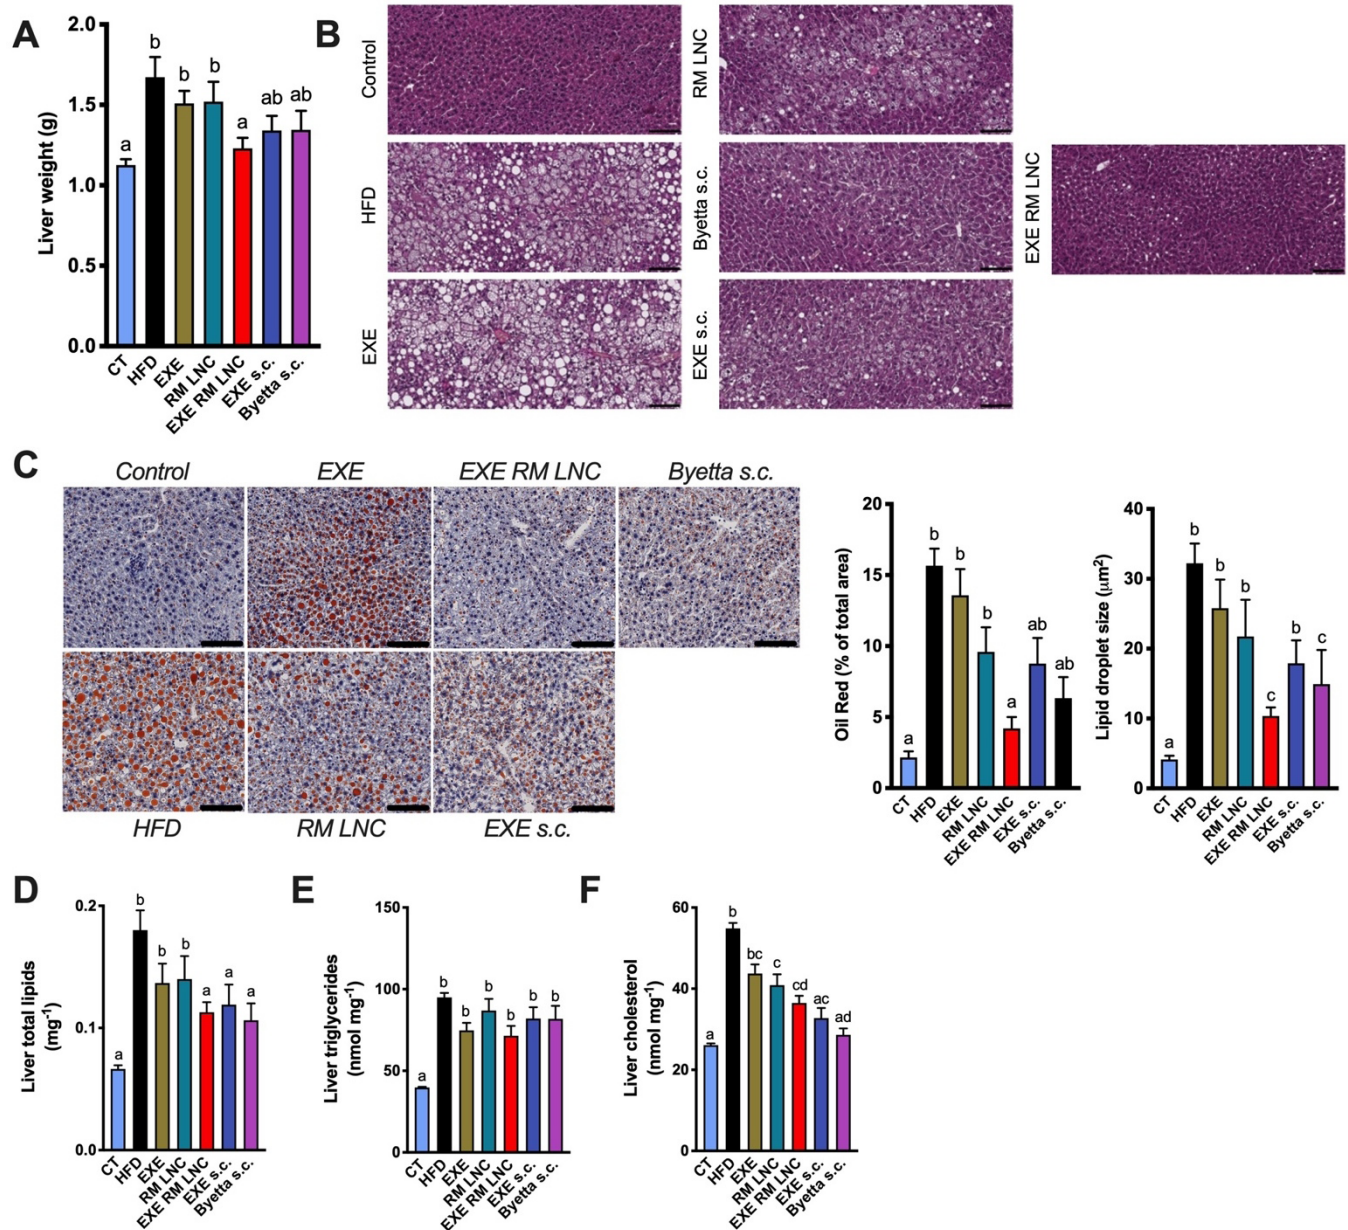 A
2.0
1.5
1.0
0.5
0.0
Liver weight (g)
a
b
b
b
a
ab
ab
CT
HFD
EXE
RM LNC
EXE RM LNC
EXE s.c.
Byetta s.c.
B
Control
HFD
EXE
RM LNC
Byetta s.c.
EXE s.c.
EXE RM LNC
C
Control
EXE
EXE RM LNC
Byetta s.c.
HFD
RM LNC
EXE s.c.
20
15
10
5
0
Oil Red (% of total area)
a
b
b
b
a
ab
ab
CT
HFD
EXE
RM LNC
EXE RM LNC
EXE s.c.
Byetta s.c.
40
30
20
10
0
Lipid droplet size (μm²)
a
b
b
b
c
b
c
CT
HFD
EXE
RM LNC
EXE RM LNC
EXE s.c.
Byetta s.c.
D
0.2
0.1
0.0
Liver total lipids
(mg⁻¹)
a
b
b
b
a
a
a
CT
HFD
EXE
RM LNC
EXE RM LNC
EXE s.c.
Byetta s.c.
E
150
100
50
0
Liver triglycerides
(nmol mg⁻¹)
a
b
b
b
b
b
b
CT
HFD
EXE
RM LNC
EXE RM LNC
EXE s.c.
Byetta s.c.
F
60
40
20
0
Liver cholesterol
(nmol mg⁻¹)
a
b
bc
c
cd
ac
ad
CT
HFD
EXE
RM LNC
EXE RM LNC
EXE s.c.
Byetta s.c.